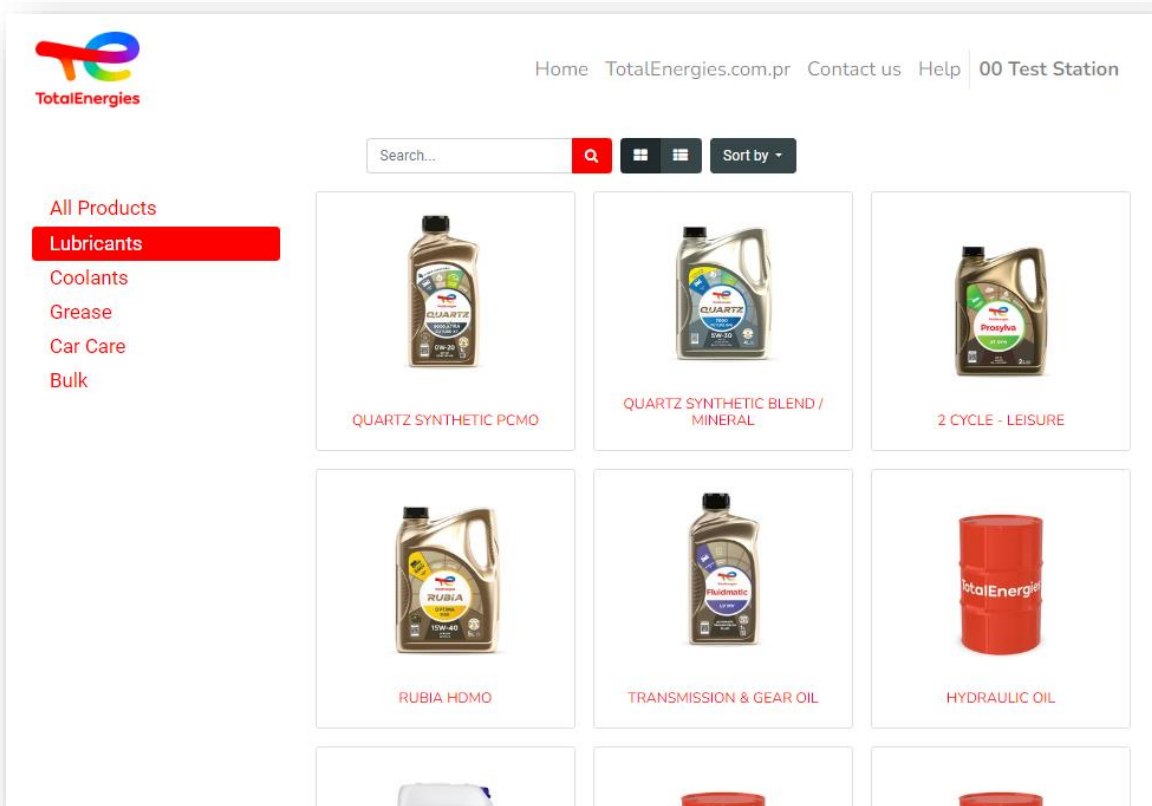 TotalEnergies
Home TotalEnergies.com.pr Contact us Help 00 Test Station
Search...
Sort by
All Products
Lubricants
Coolants
Grease
Car Care
Bulk
QUARTZ
0W-20
QUARTZ SYNTHETIC PCMO
QUARTZ
5W-30
QUARTZ SYNTHETIC BLEND /
MINERAL
Prosylva
2 CYCLE - LEISURE
RUBIA
OPTIMA
15W-40
RUBIA HDMO
Fluidmatic
TRANSMISSION & GEAR OIL
TotalEnergies
HYDRAULIC OIL